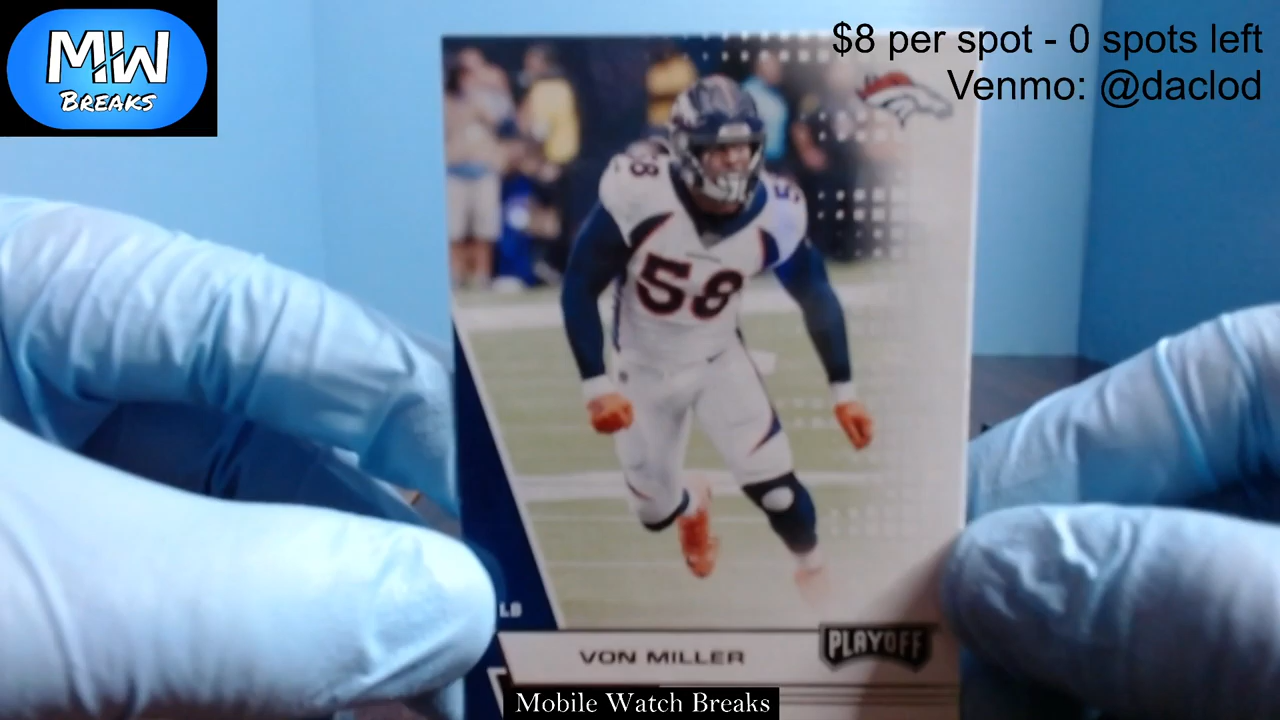 MW
BREAKS
$8 per spot - 0 spots left
Venmo: @daclod
58
58
LB
VON MILLER
PLAYOFF
Mobile Watch Breaks